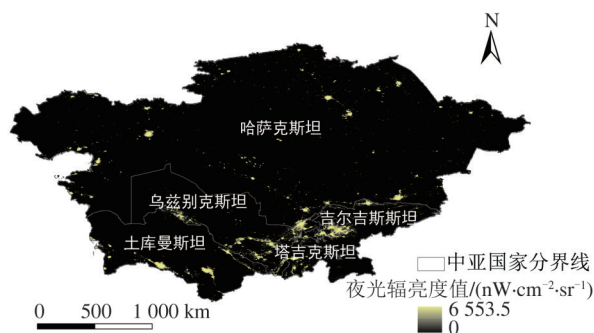 N
哈萨克斯坦
乌兹别克斯坦
吉尔吉斯斯坦
土库曼斯坦
塔吉克斯坦
中亚国家分界线
夜光辐亮度值/(nW·cm⁻²·sr⁻¹)
6 553.5
0
0 500 1 000 km